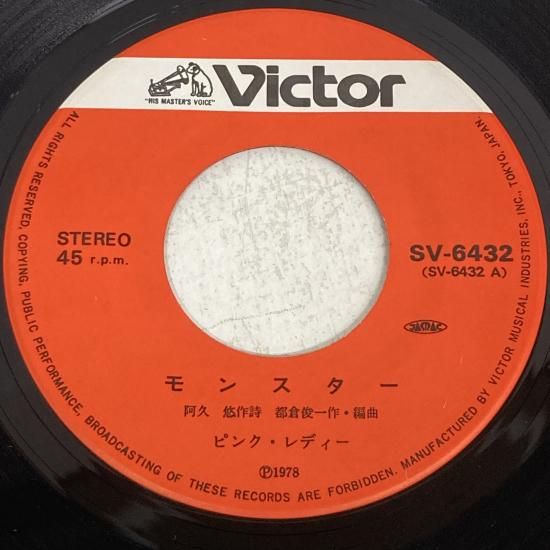 Victor
"HIS MASTER'S VOICE"
STEREO
45 r.p.m.
SV-6432
(SV-6432 A)
JASRAC
モンスター
阿久 悠作詩 都倉俊一作・編曲
ピンク・レディー
Ⓟ1978
ALL RIGHTS RESERVED, COPYING, PUBLIC PERFORMANCE, BROADCASTING OF THESE RECORDS ARE FORBIDDEN. MANUFACTURED BY VICTOR MUSICAL INDUSTRIES, INC., TOKYO, JAPAN.